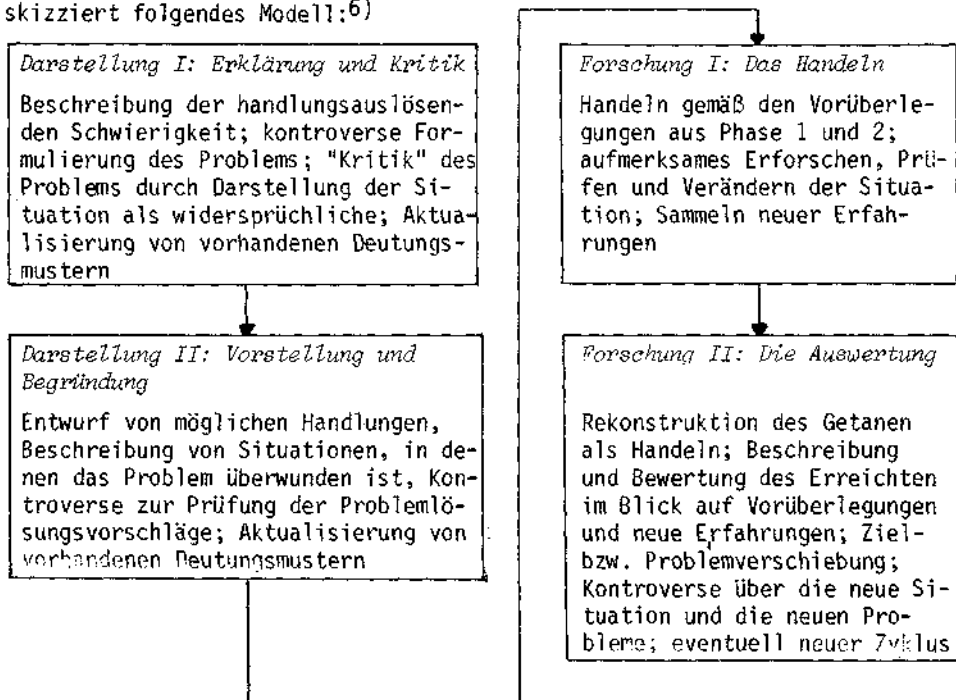 skizziert folgendes Modell:6)
Darstellung I: Erklärung und Kritik
Beschreibung der handlungsauslösen-
den Schwierigkeit; kontroverse For-
mulierung des Problems; "Kritik" des
Problems durch Darstellung der Si-
tuation als widersprüchliche; Aktua-
lisierung von vorhandenen Deutungs-
mustern
Darstellung II: Vorstellung und
Begründung
Entwurf von möglichen Handlungen,
Beschreibung von Situationen, in de-
nen das Problem überwunden ist, Kon-
troverse zur Prüfung der Problemlö-
sungsvorschläge; Aktualisierung von
vorhandenen Deutungsmustern
Forschung I: Das Handeln
Handeln gemäß den Vorüberle-
gungen aus Phase 1 und 2;
aufmerksames Erforschen, Prü-
fen und Verändern der Situa-
tion; Sammeln neuer Erfah-
rungen
Forschung II: Die Auswertung
Rekonstruktion des Getanen
als Handeln; Beschreibung
und Bewertung des Erreichten
im Blick auf Vorüberlegungen
und neue Erfahrungen; Ziel-
bzw. Problemverschiebung;
Kontroverse über die neue Si-
tuation und die neuen Pro-
bleme; eventuell neuer Zyklus